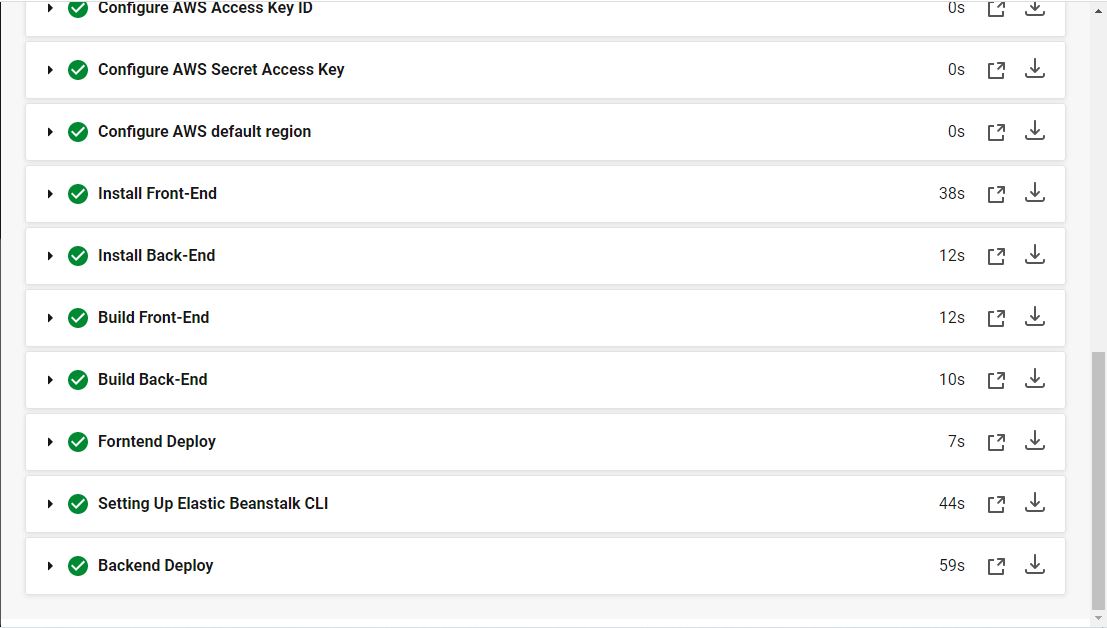 Configure AWS Access Key ID 0s
Configure AWS Secret Access Key 0s
Configure AWS default region 0s
Install Front-End 38s
Install Back-End 12s
Build Front-End 12s
Build Back-End 10s
Forntend Deploy 7s
Setting Up Elastic Beanstalk CLI 44s
Backend Deploy 59s